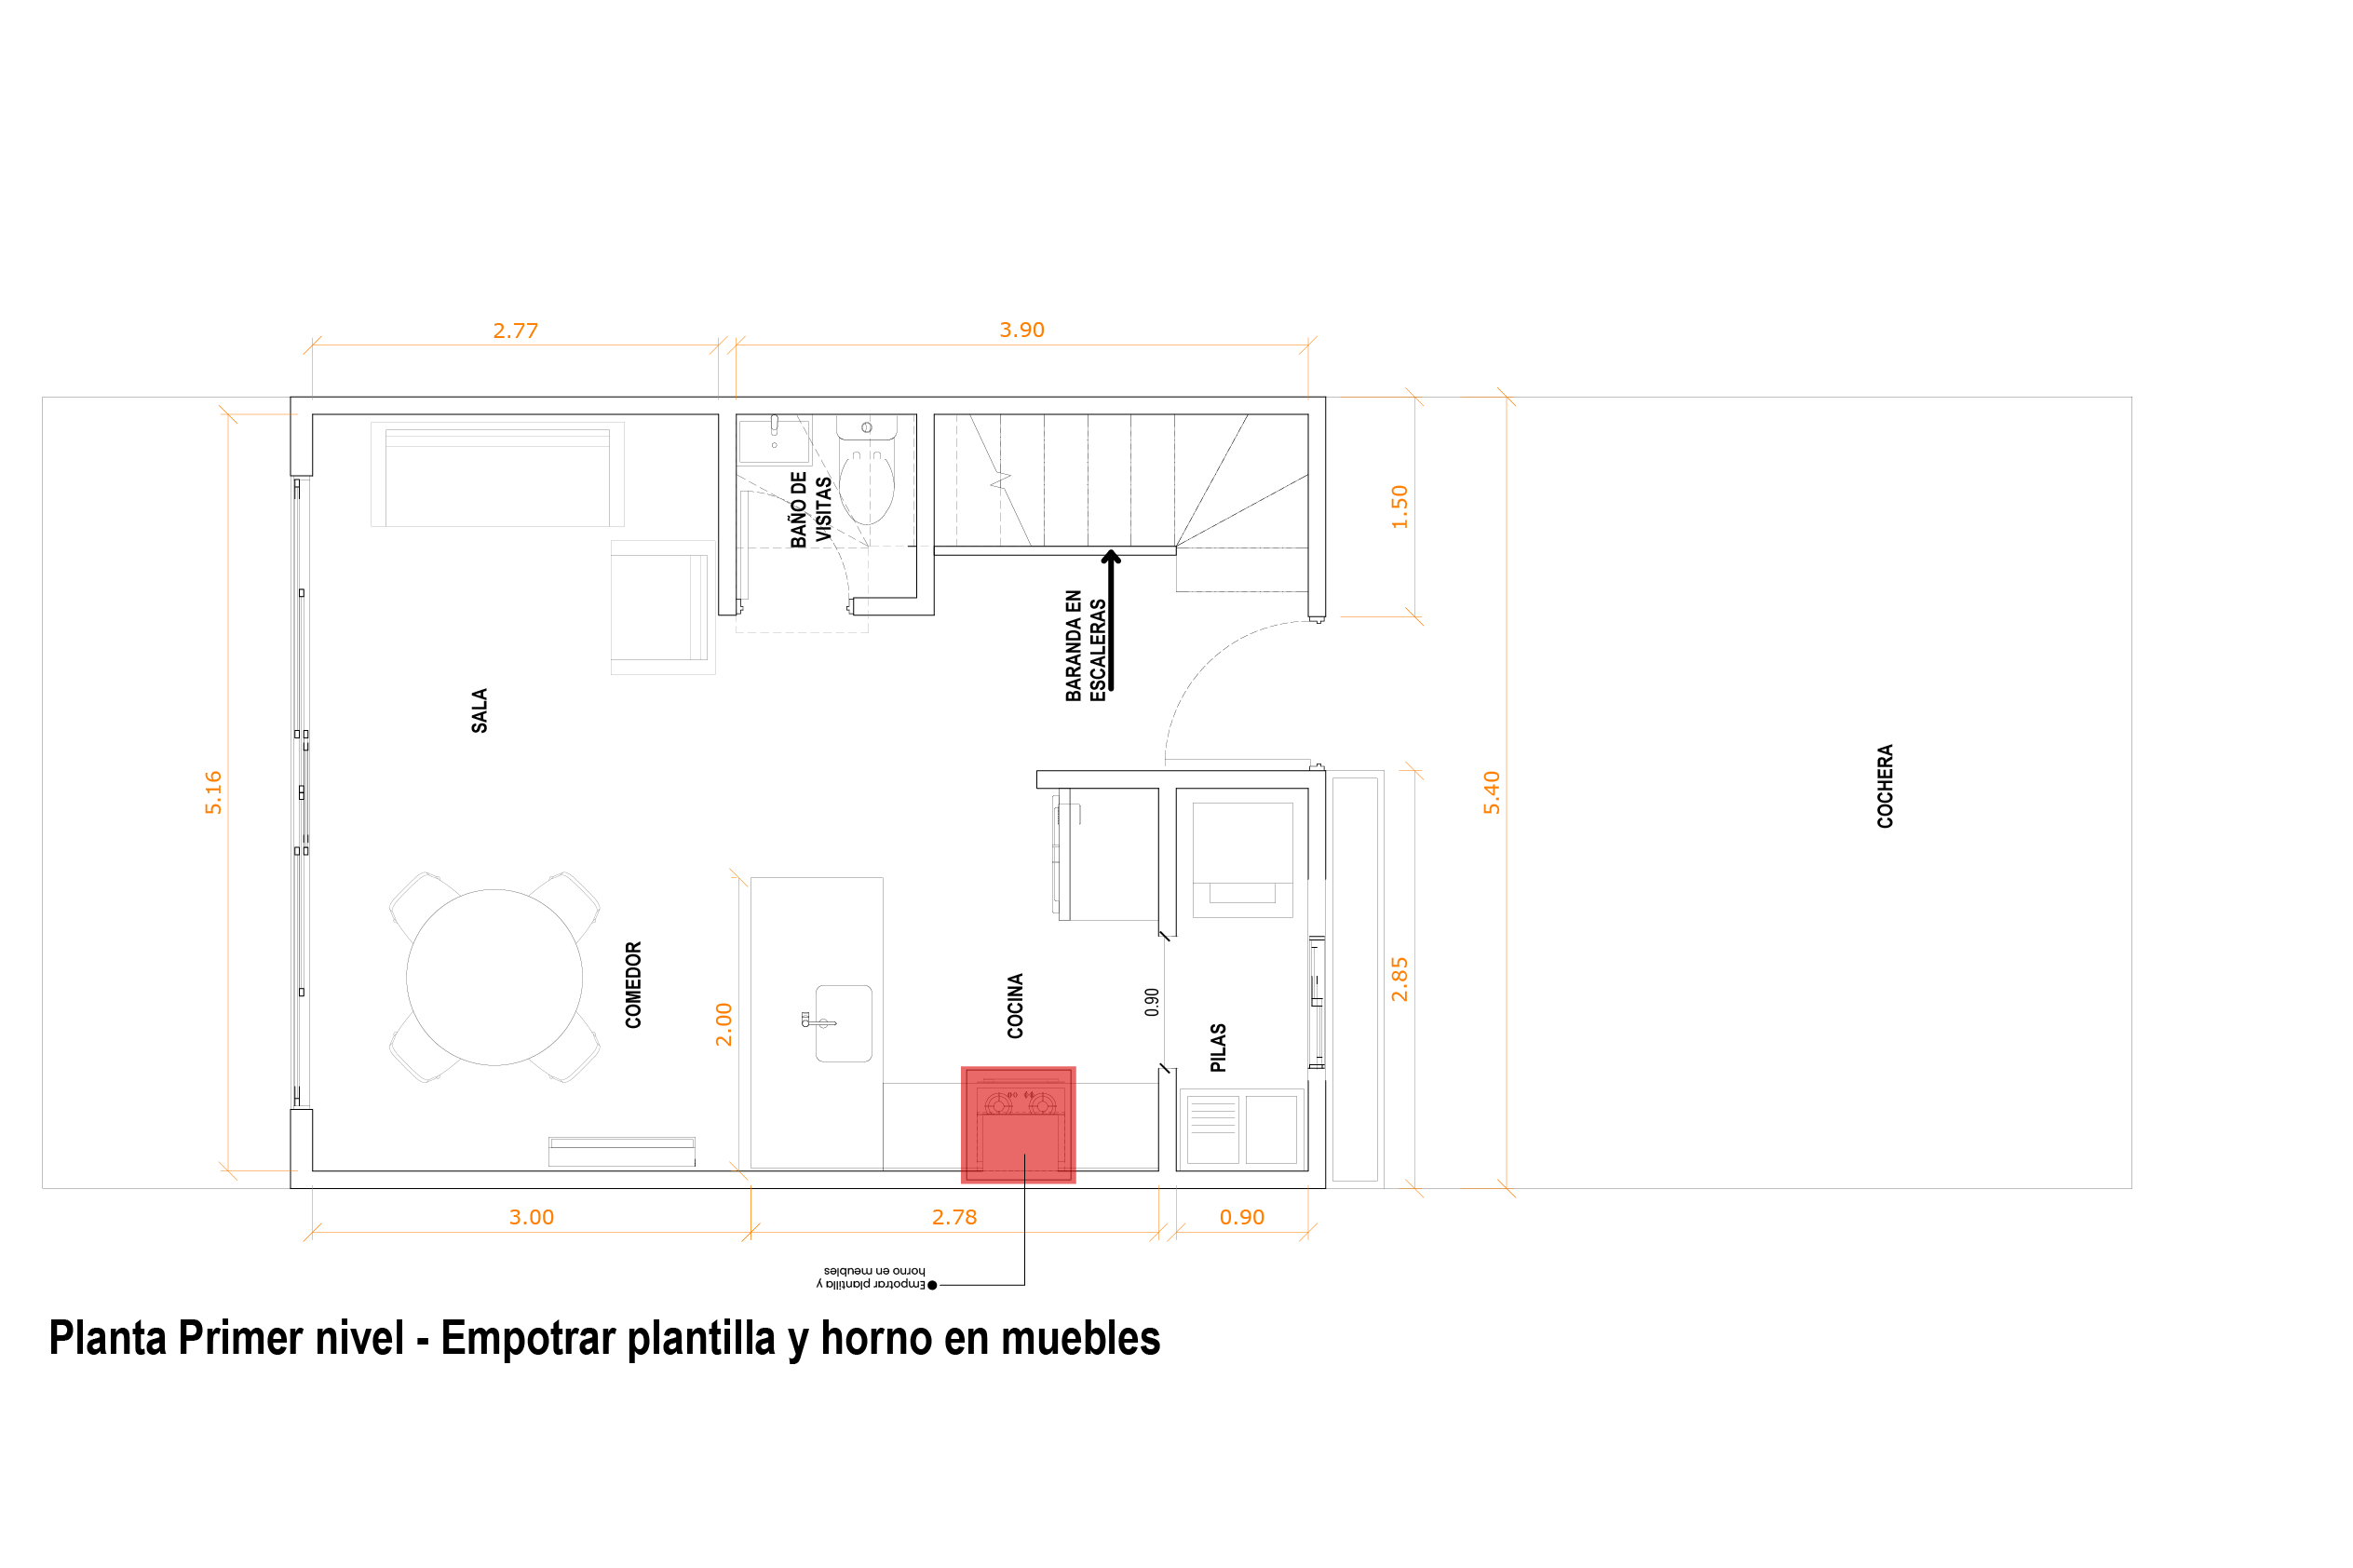 2.77
3.90
BAÑO DE
VISITAS
1.50
BARANDA EN
ESCALERAS
SALA
5.16
5.40
COCHERA
COMEDOR
2.00
COCINA
0.90
PILAS
2.85
3.00
2.78
0.90
Empotrar plantilla y
horno en muebles
Planta Primer nivel - Empotrar plantilla y horno en muebles